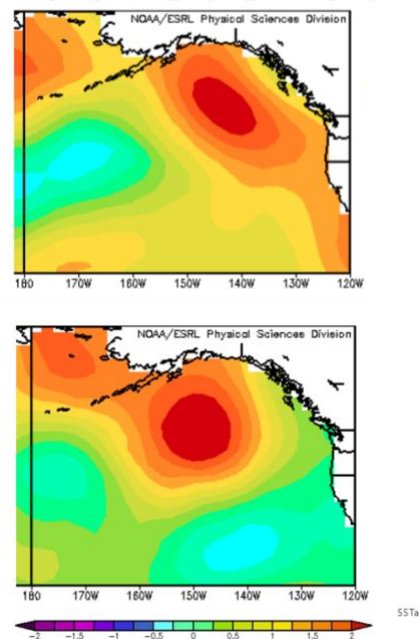 NOAA/ESRL Physical Sciences Division
180 170W 160W 150W 140W 130W 120W
NOAA/ESRL Physical Sciences Division
180 170W 160W 150W 140W 130W 120W
SSTa
-2 -1.5 -1 -0.5 0 0.5 1 1.5 2